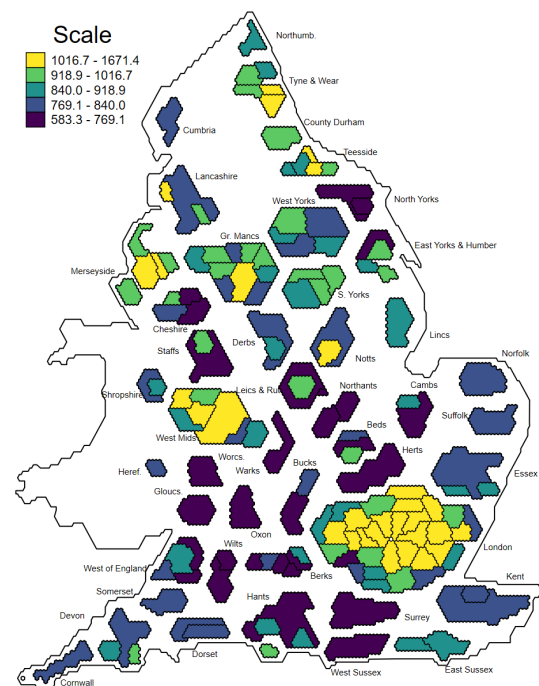 Scale
1016.7 - 1671.4
918.9 - 1016.7
840.0 - 918.9
769.1 - 840.0
583.3 - 769.1
Northumb.
Tyne & Wear
County Durham
Cumbria
Teesside
Lancashire
North Yorks
West Yorks
Gr. Mancs
East Yorks & Humber
Merseyside
S. Yorks
Cheshire
Lincs
Staffs
Derbs
Notts
Norfolk
Shropshire
Leics & Rut
Northants
Cambs
Suffolk
West Mids
Beds
Worcs.
Herts
Heref.
Warks
Bucks
Essex
Gloucs.
Oxon
Wilts
London
West of England
Berks
Kent
Somerset
Hants
Devon
Surrey
Dorset
West Sussex
East Sussex
Cornwall